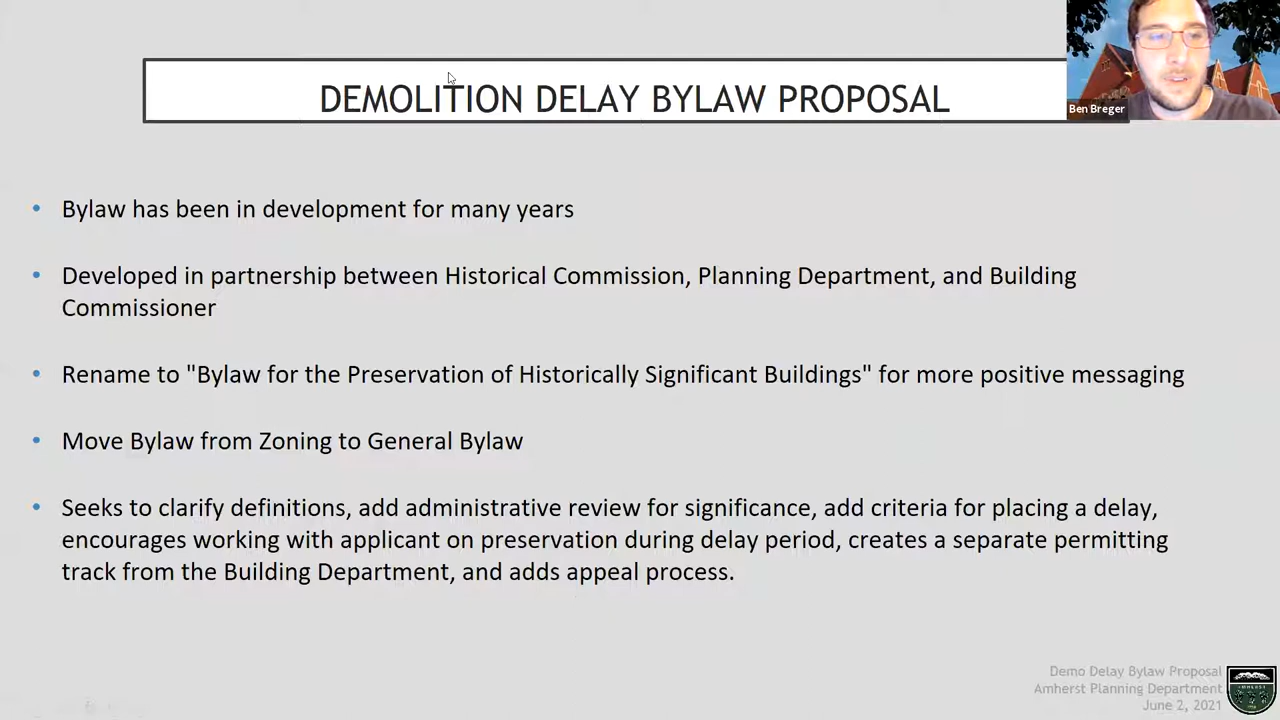 DEMOLITION DELAY BYLAW PROPOSAL
Ben Breger
• Bylaw has been in development for many years
• Developed in partnership between Historical Commission, Planning Department, and Building
Commissioner
• Rename to "Bylaw for the Preservation of Historically Significant Buildings" for more positive messaging
• Move Bylaw from Zoning to General Bylaw
• Seeks to clarify definitions, add administrative review for significance, add criteria for placing a delay,
encourages working with applicant on preservation during delay period, creates a separate permitting
track from the Building Department, and adds appeal process.
Demo Delay Bylaw Proposal
Amherst Planning Department
June 2, 2021